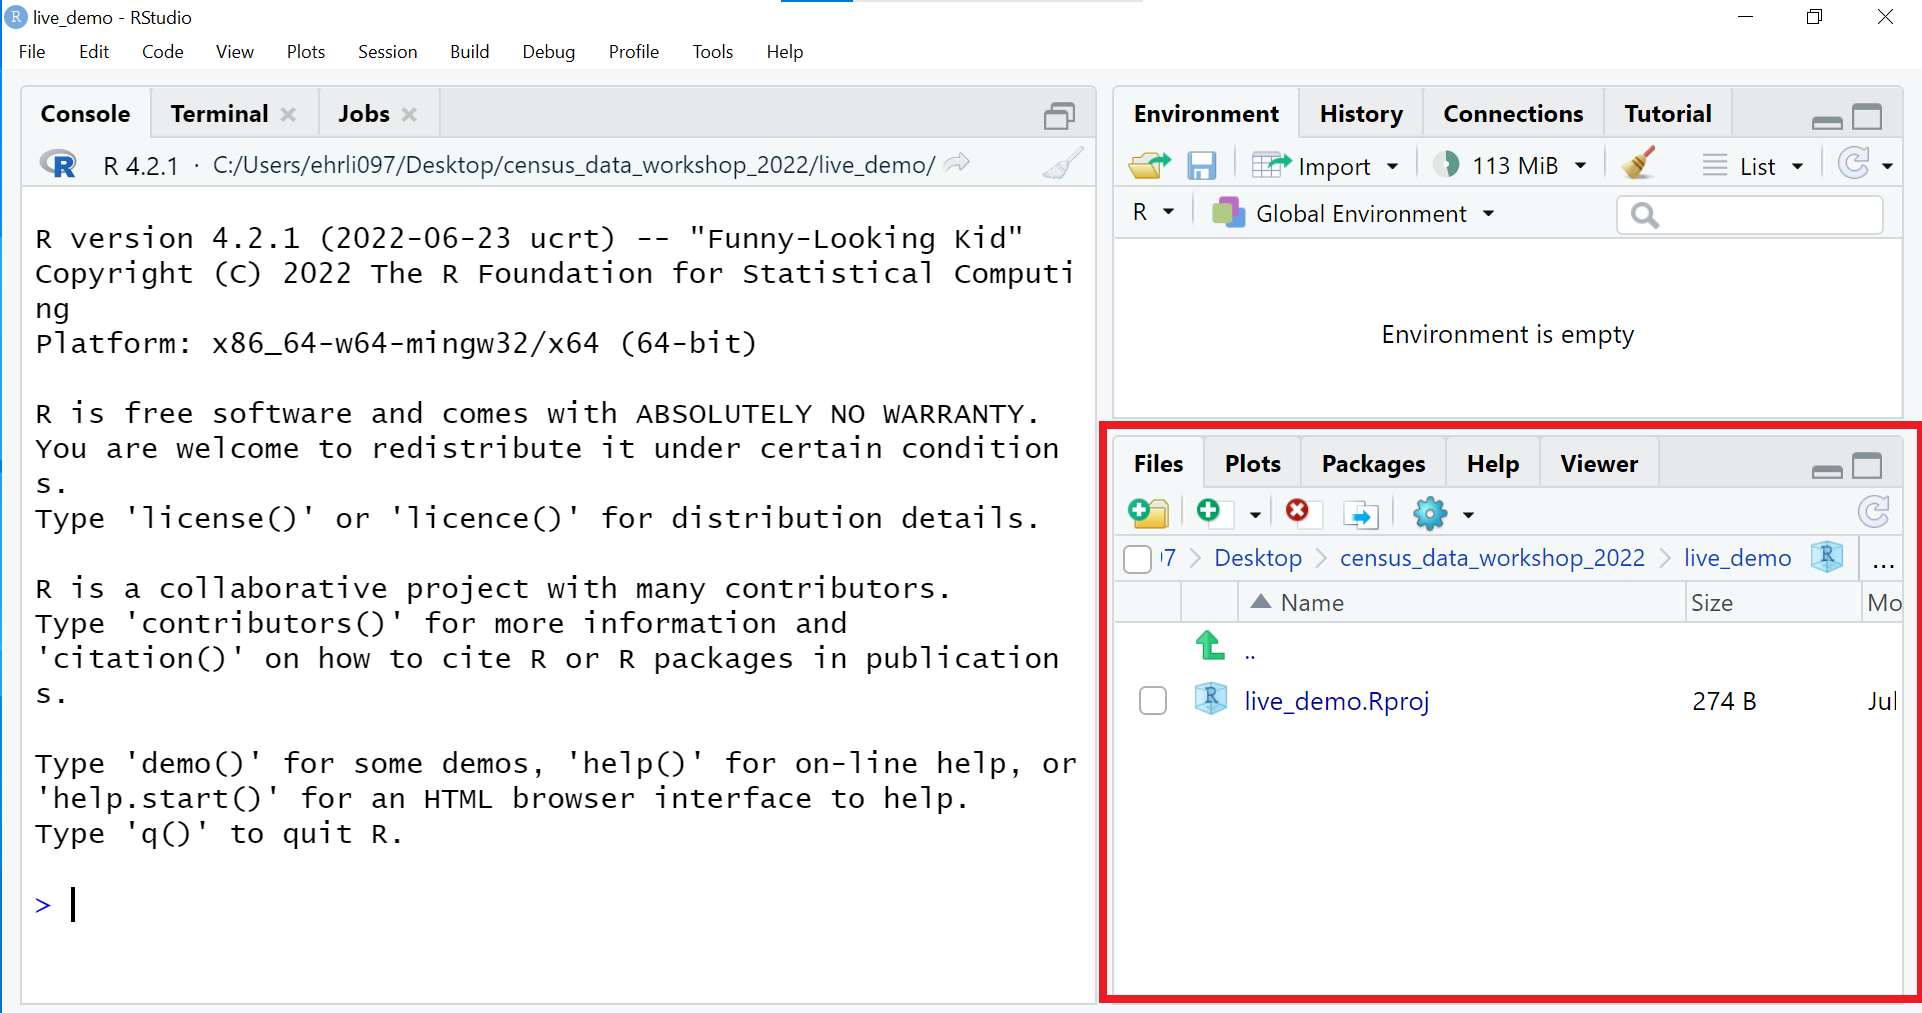 live_demo - RStudio
File Edit Code View Plots Session Build Debug Profile Tools Help
Console Terminal Jobs
R 4.2.1 · C:/Users/ehrli097/Desktop/census_data_workshop_2022/live_demo/
R version 4.2.1 (2022-06-23 ucrt) -- "Funny-Looking Kid"
Copyright (C) 2022 The R Foundation for Statistical Computi
ng
Platform: x86_64-w64-mingw32/x64 (64-bit)
R is free software and comes with ABSOLUTELY NO WARRANTY.
You are welcome to redistribute it under certain condition
s.
Type 'license()' or 'licence()' for distribution details.
R is a collaborative project with many contributors.
Type 'contributors()' for more information and
'citation()' on how to cite R or R packages in publication
s.
Type 'demo()' for some demos, 'help()' for on-line help, or
'help.start()' for an HTML browser interface to help.
Type 'q()' to quit R.
>
Environment History Connections Tutorial
Import 113 MiB List
R Global Environment
Environment is empty
Files Plots Packages Help Viewer
97 > Desktop > census_data_workshop_2022 > live_demo ...
Name Size Mo
..
live_demo.Rproj 274 B Jul